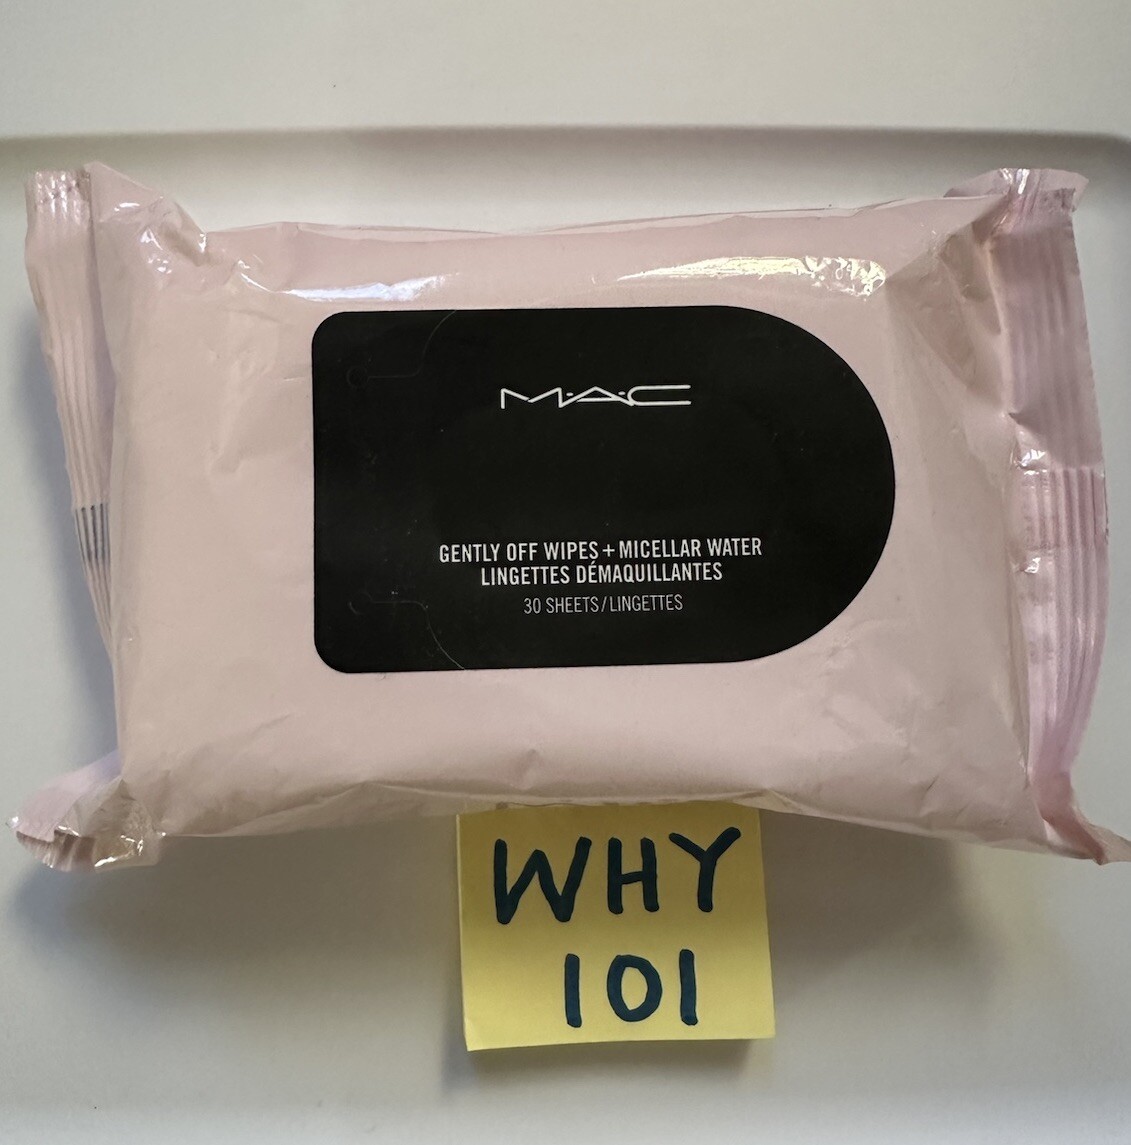 M·A·C
GENTLY OFF WIPES + MICELLAR WATER
LINGETTES DÉMAQUILLANTES
30 SHEETS/LINGETTES
WHY
101